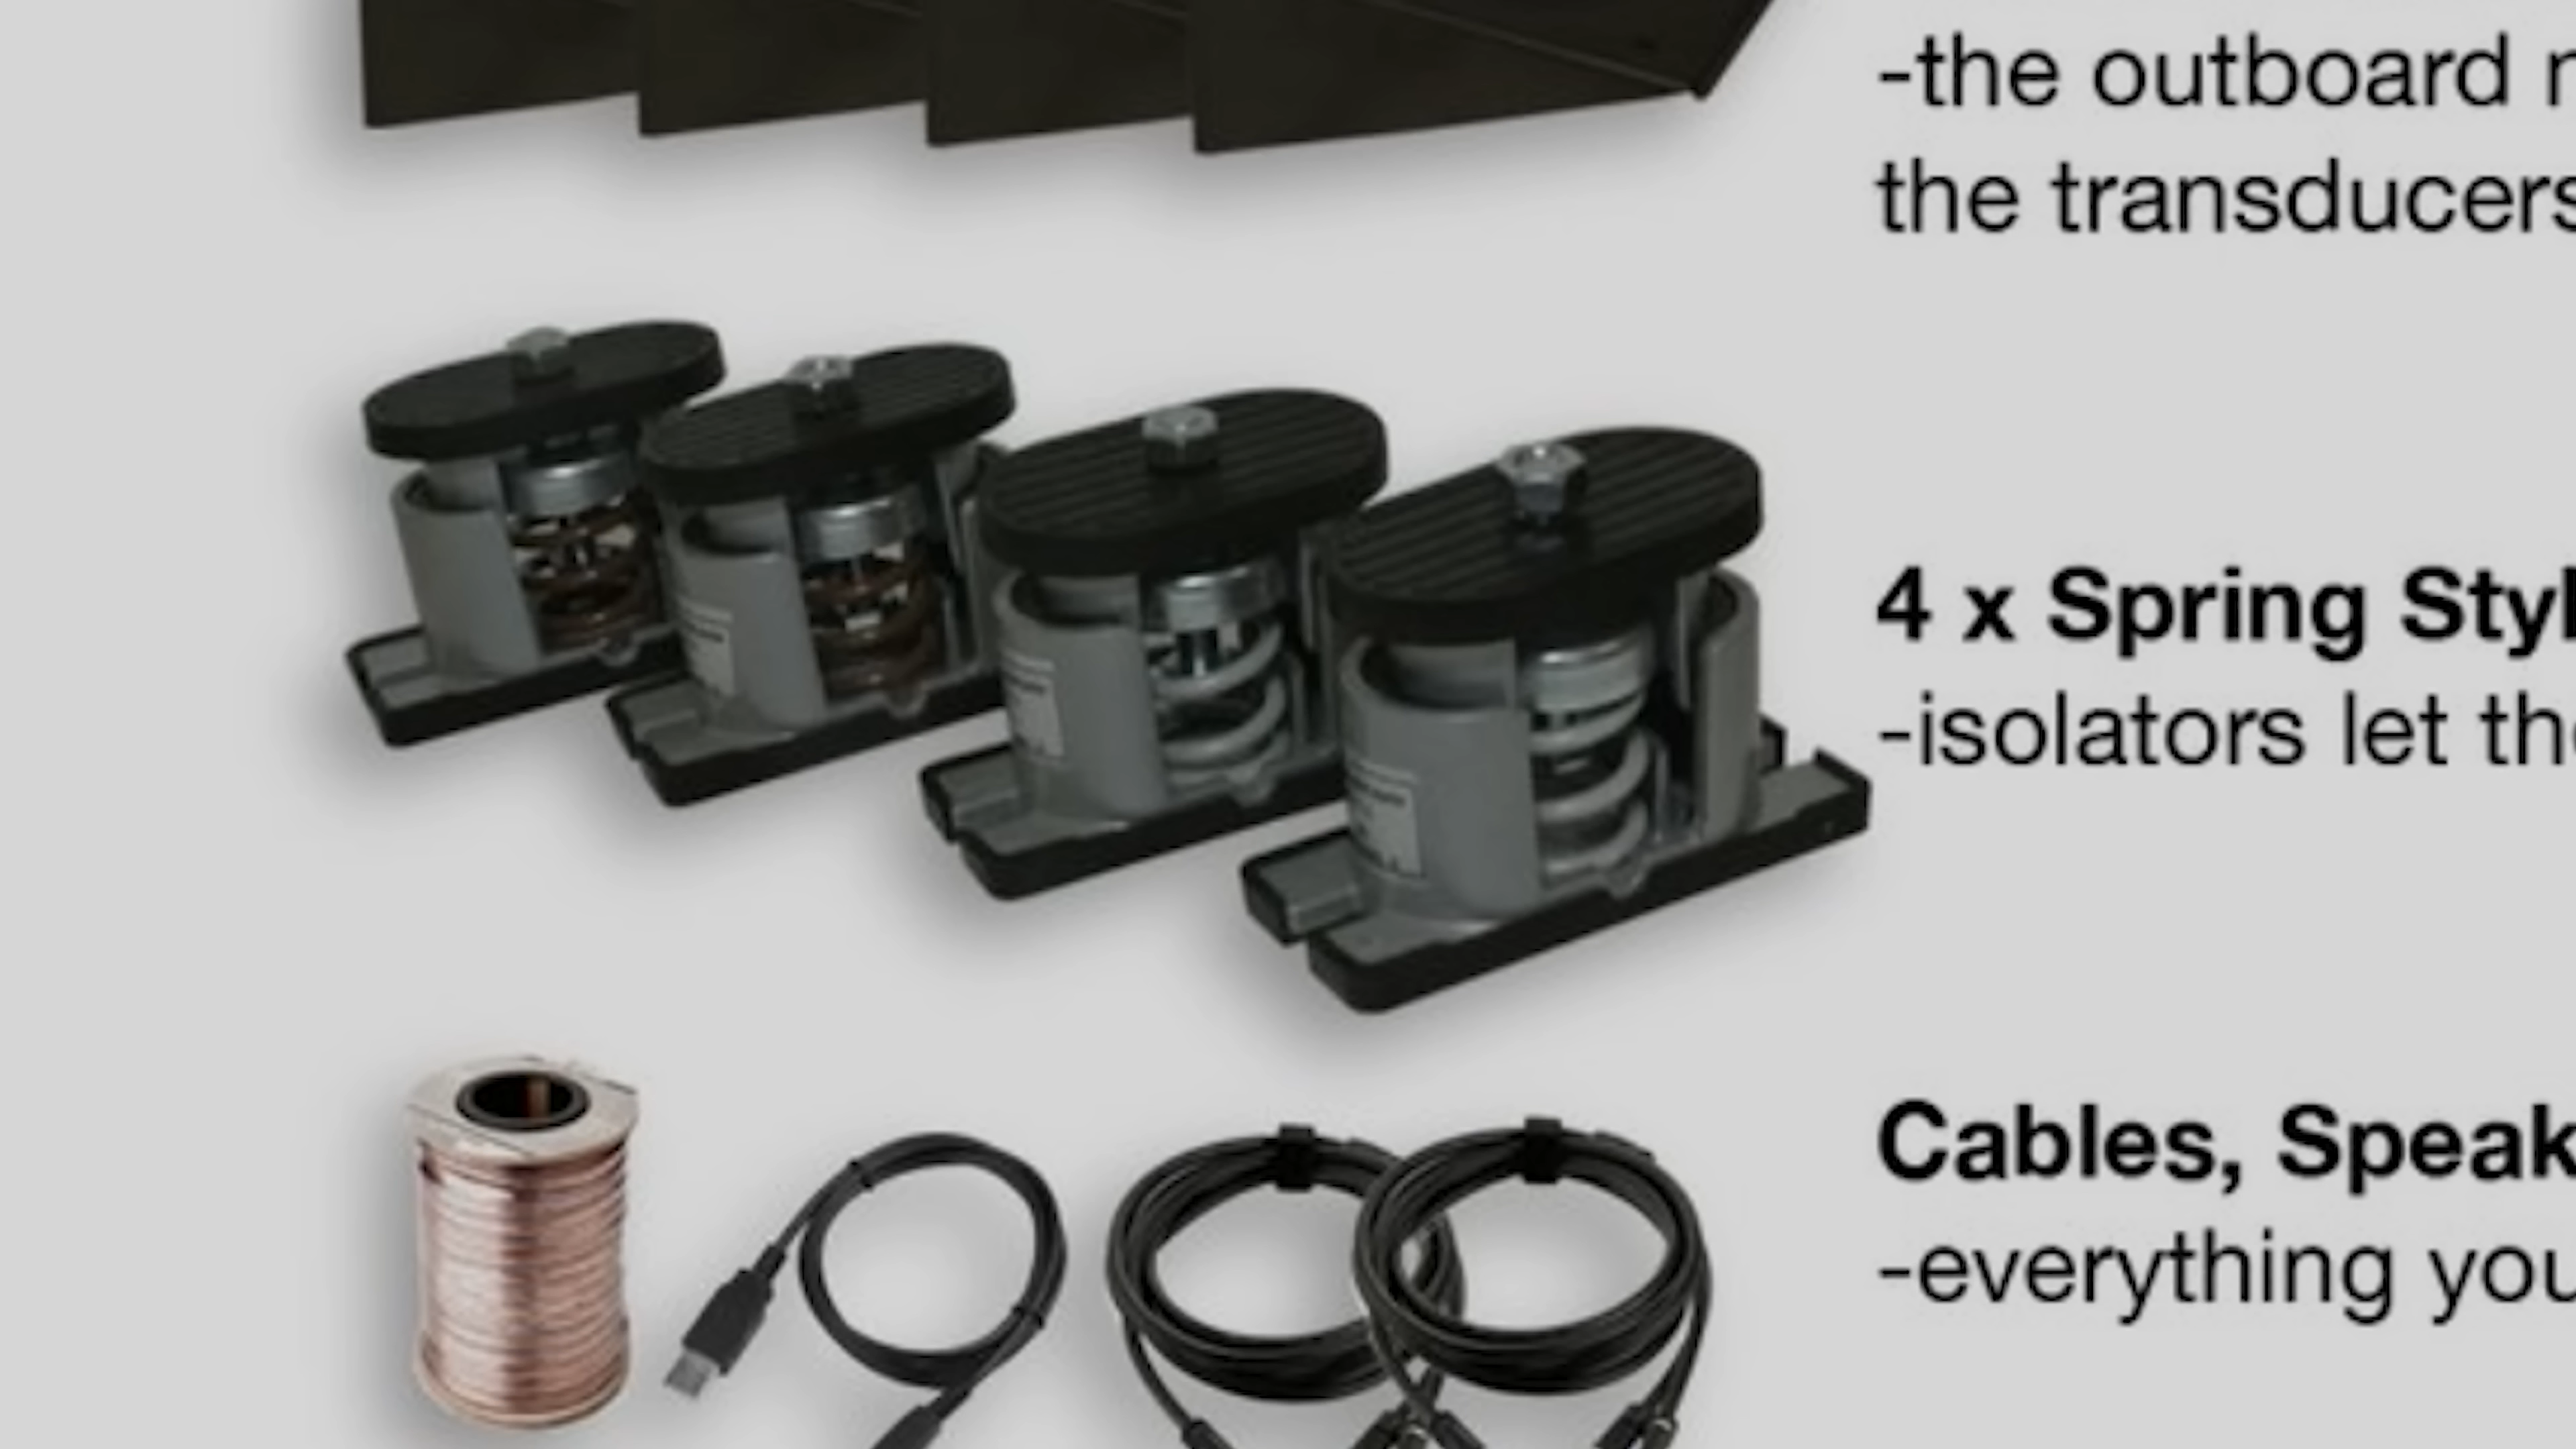 -the outboard
the transducers
4 x Spring
-isolators let
Cables,
-everything